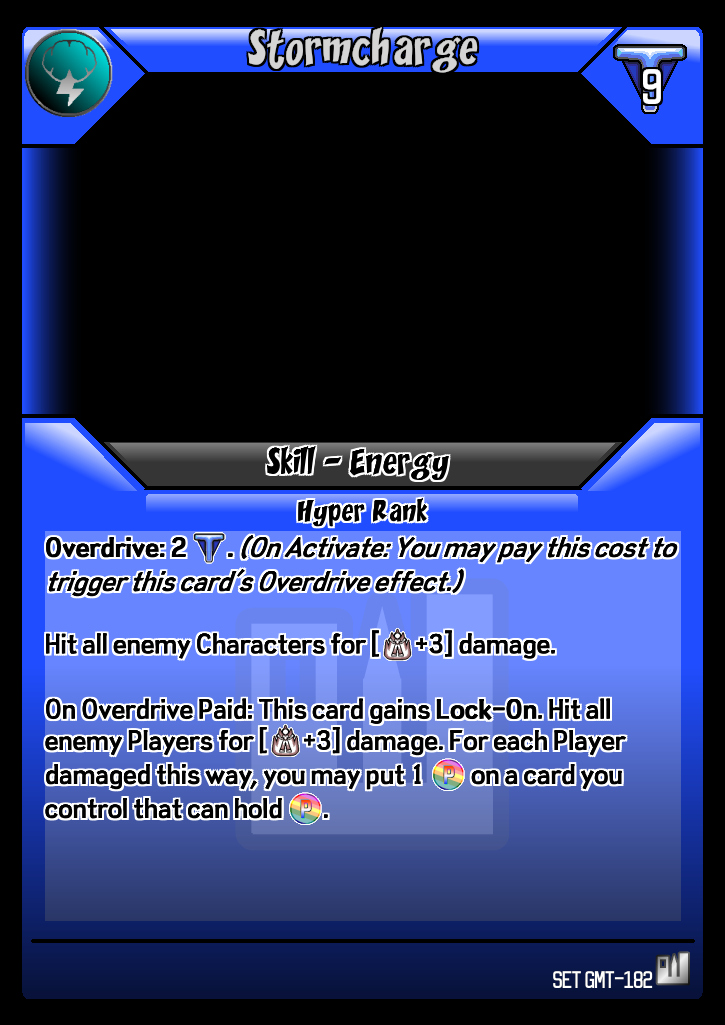 Stormcharge
9
Skill - Energy
Hyper Rank
Overdrive: 2 . (On Activate: You may pay this cost to
trigger this card's Overdrive effect.)
Hit all enemy Characters for [ +3] damage.
On Overdrive Paid: This card gains Lock-On. Hit all
enemy Players for [ +3] damage. For each Player
damaged this way, you may put 1 P on a card you
control that can hold P.
SET GMT-182